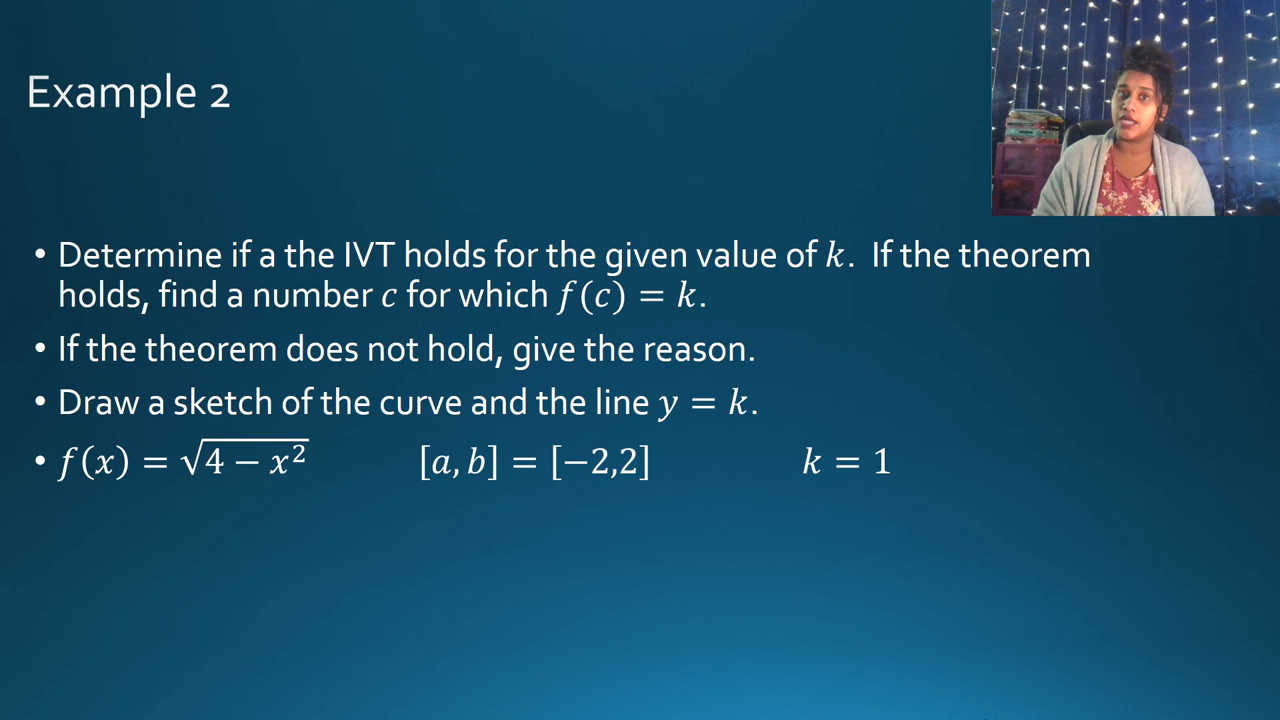 Example 2
• Determine if a the IVT holds for the given value of 𝑘. If the theorem
holds, find a number 𝑐 for which 𝑓(𝑐) = 𝑘.
• If the theorem does not hold, give the reason.
• Draw a sketch of the curve and the line 𝑦 = 𝑘.
• 𝑓(𝑥) = √(4 − 𝑥²) [𝑎, 𝑏] = [−2,2] 𝑘 = 1